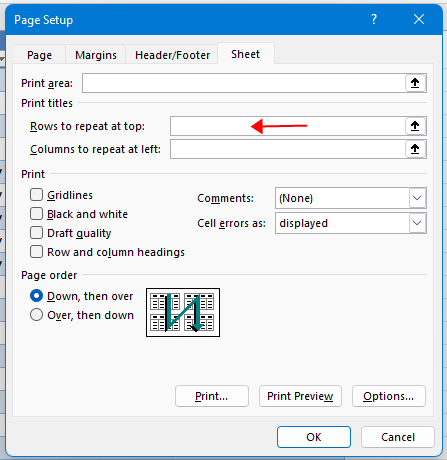 Page Setup ?
Page Margins Header/Footer Sheet
Print area:
Print titles
Rows to repeat at top:
Columns to repeat at left:
Print
Gridlines
Black and white
Draft quality
Row and column headings
Comments: (None)
Cell errors as: displayed
Page order
Down, then over
Over, then down
Print... Print Preview Options...
OK Cancel